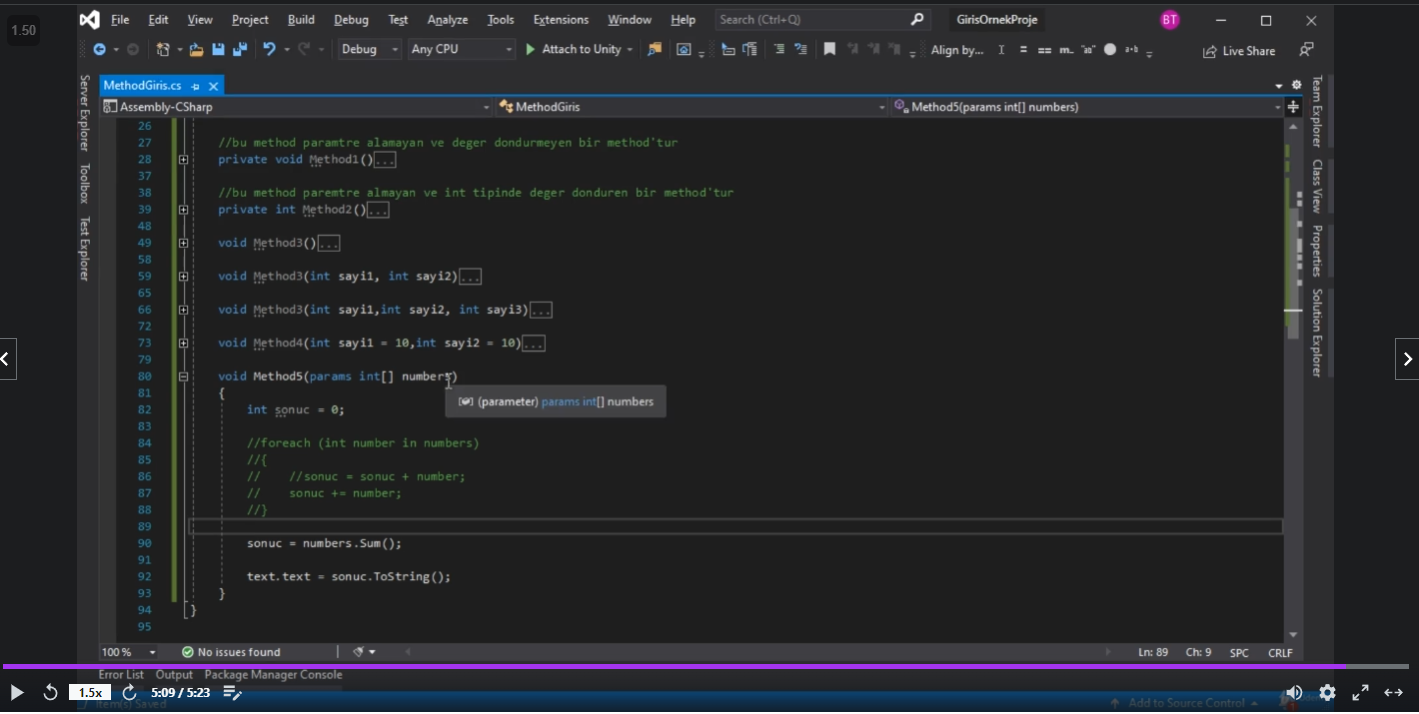 1.50
File Edit View Project Build Debug Test Analyze Tools Extensions Window Help Search (Ctrl+Q) GirisOrnekProje BT
Debug Any CPU Attach to Unity Align by... Live Share
MethodGiris.cs
Assembly-CSharp MethodGiris Method5(params int[] numbers)
Server Explorer
Toolbox
Test Explorer
26
27 //bu method paramtre alamayan ve deger dondurmeyen bir method'tur
28 private void Method1()...
37
38 //bu method paremtre almayan ve int tipinde deger donduren bir method'tur
39 private int Method2()...
48
49 void Method3()...
58
59 void Method3(int sayi1, int sayi2)...
65
66 void Method3(int sayi1,int sayi2, int sayi3)...
72
73 void Method4(int sayi1 = 10,int sayi2 = 10)...
79
80 void Method5(params int[] numbers)
81 {
(parameter) params int[] numbers
82 int sonuc = 0;
83
84 //foreach (int number in numbers)
85 //{
86 // //sonuc = sonuc + number;
87 // sonuc += number;
88 //}
89
90 sonuc = numbers.Sum();
91
92 text.text = sonuc.ToString();
93 }
94 }
95
Team Explorer
Class View
Properties
Solution Explorer
100 % No issues found Ln: 89 Ch: 9 SPC CRLF
Error List Output Package Manager Console
1.5x 5:09 / 5:23
Item(s) Saved Add to Source Control